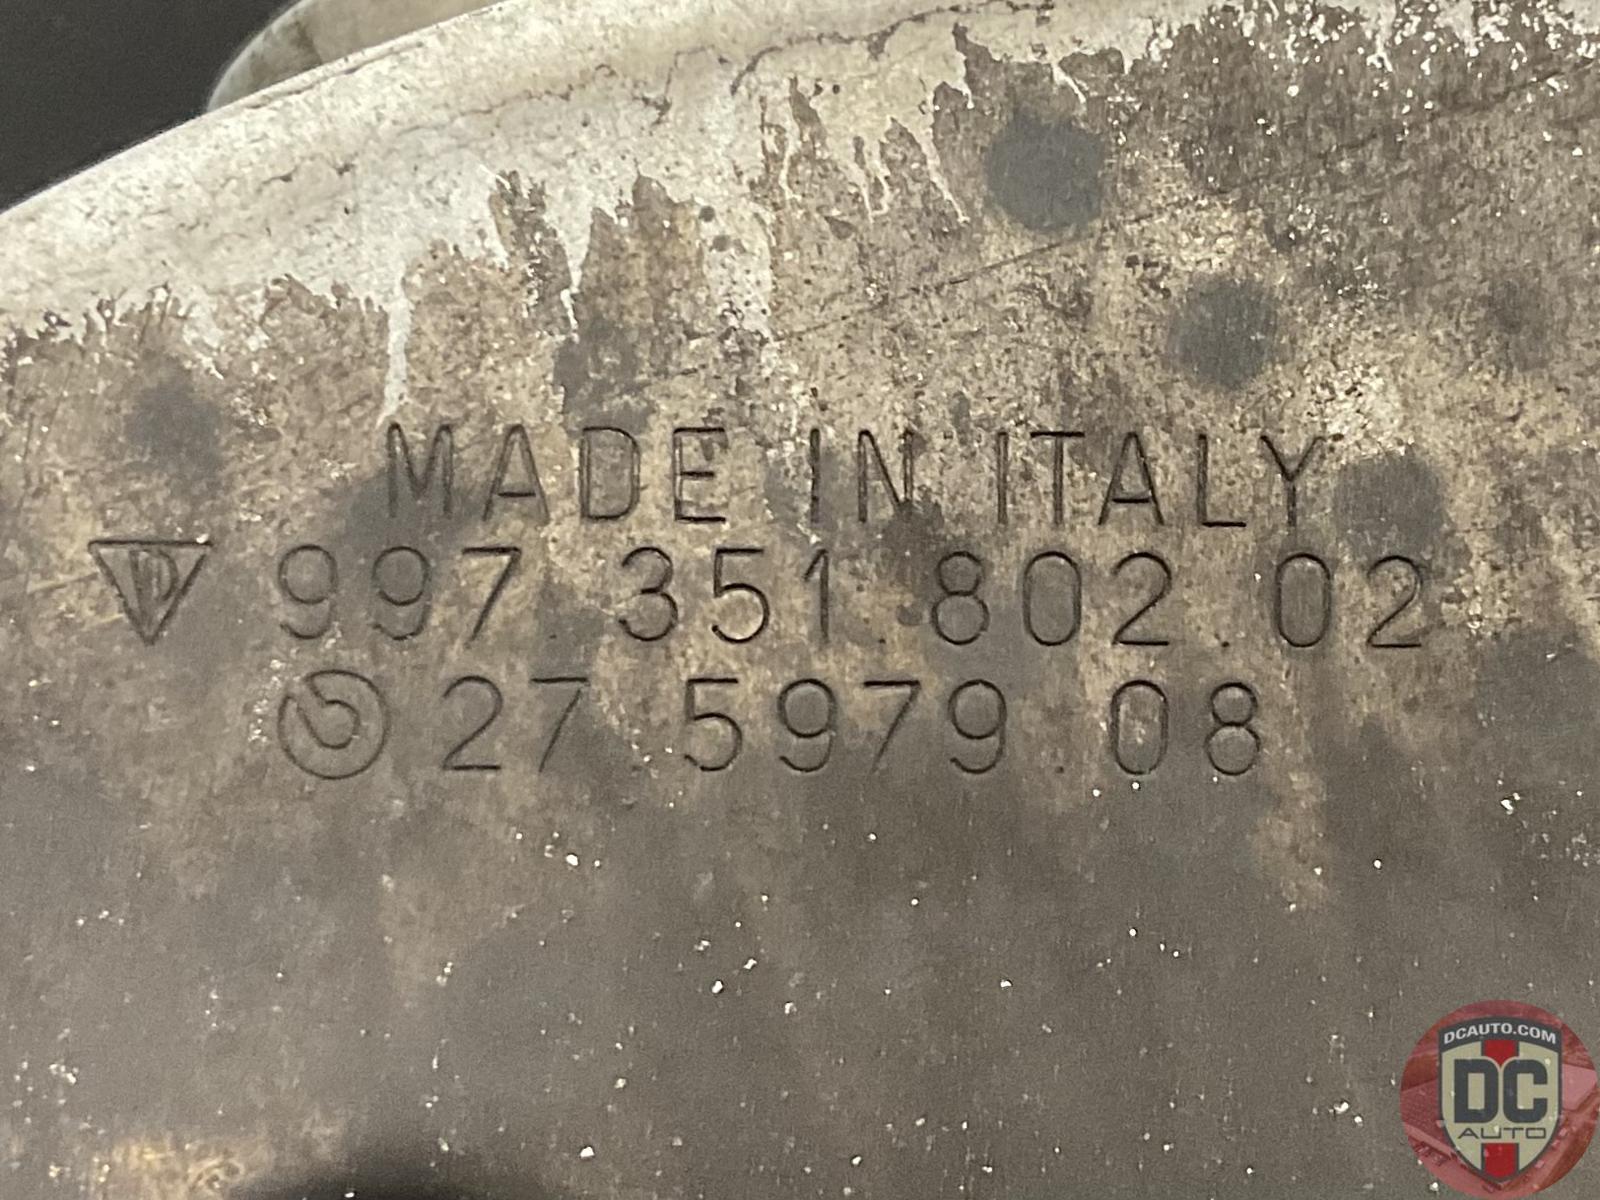 MADE IN ITALY
997.351.802.02
27.5979.08
DCAUTO.COM
DC
AUTO